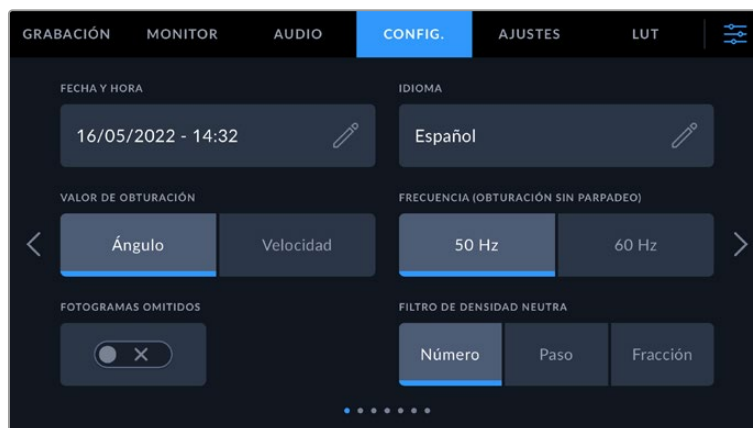 GRABACIÓN MONITOR AUDIO CONFIG. AJUSTES LUT
FECHA Y HORA IDIOMA
16/05/2022 - 14:32 Español
VALOR DE OBTURACIÓN FRECUENCIA (OBTURACIÓN SIN PARPADEO)
Ángulo Velocidad 50 Hz 60 Hz
FOTOGRAMAS OMITIDOS FILTRO DE DENSIDAD NEUTRA
Número Paso Fracción